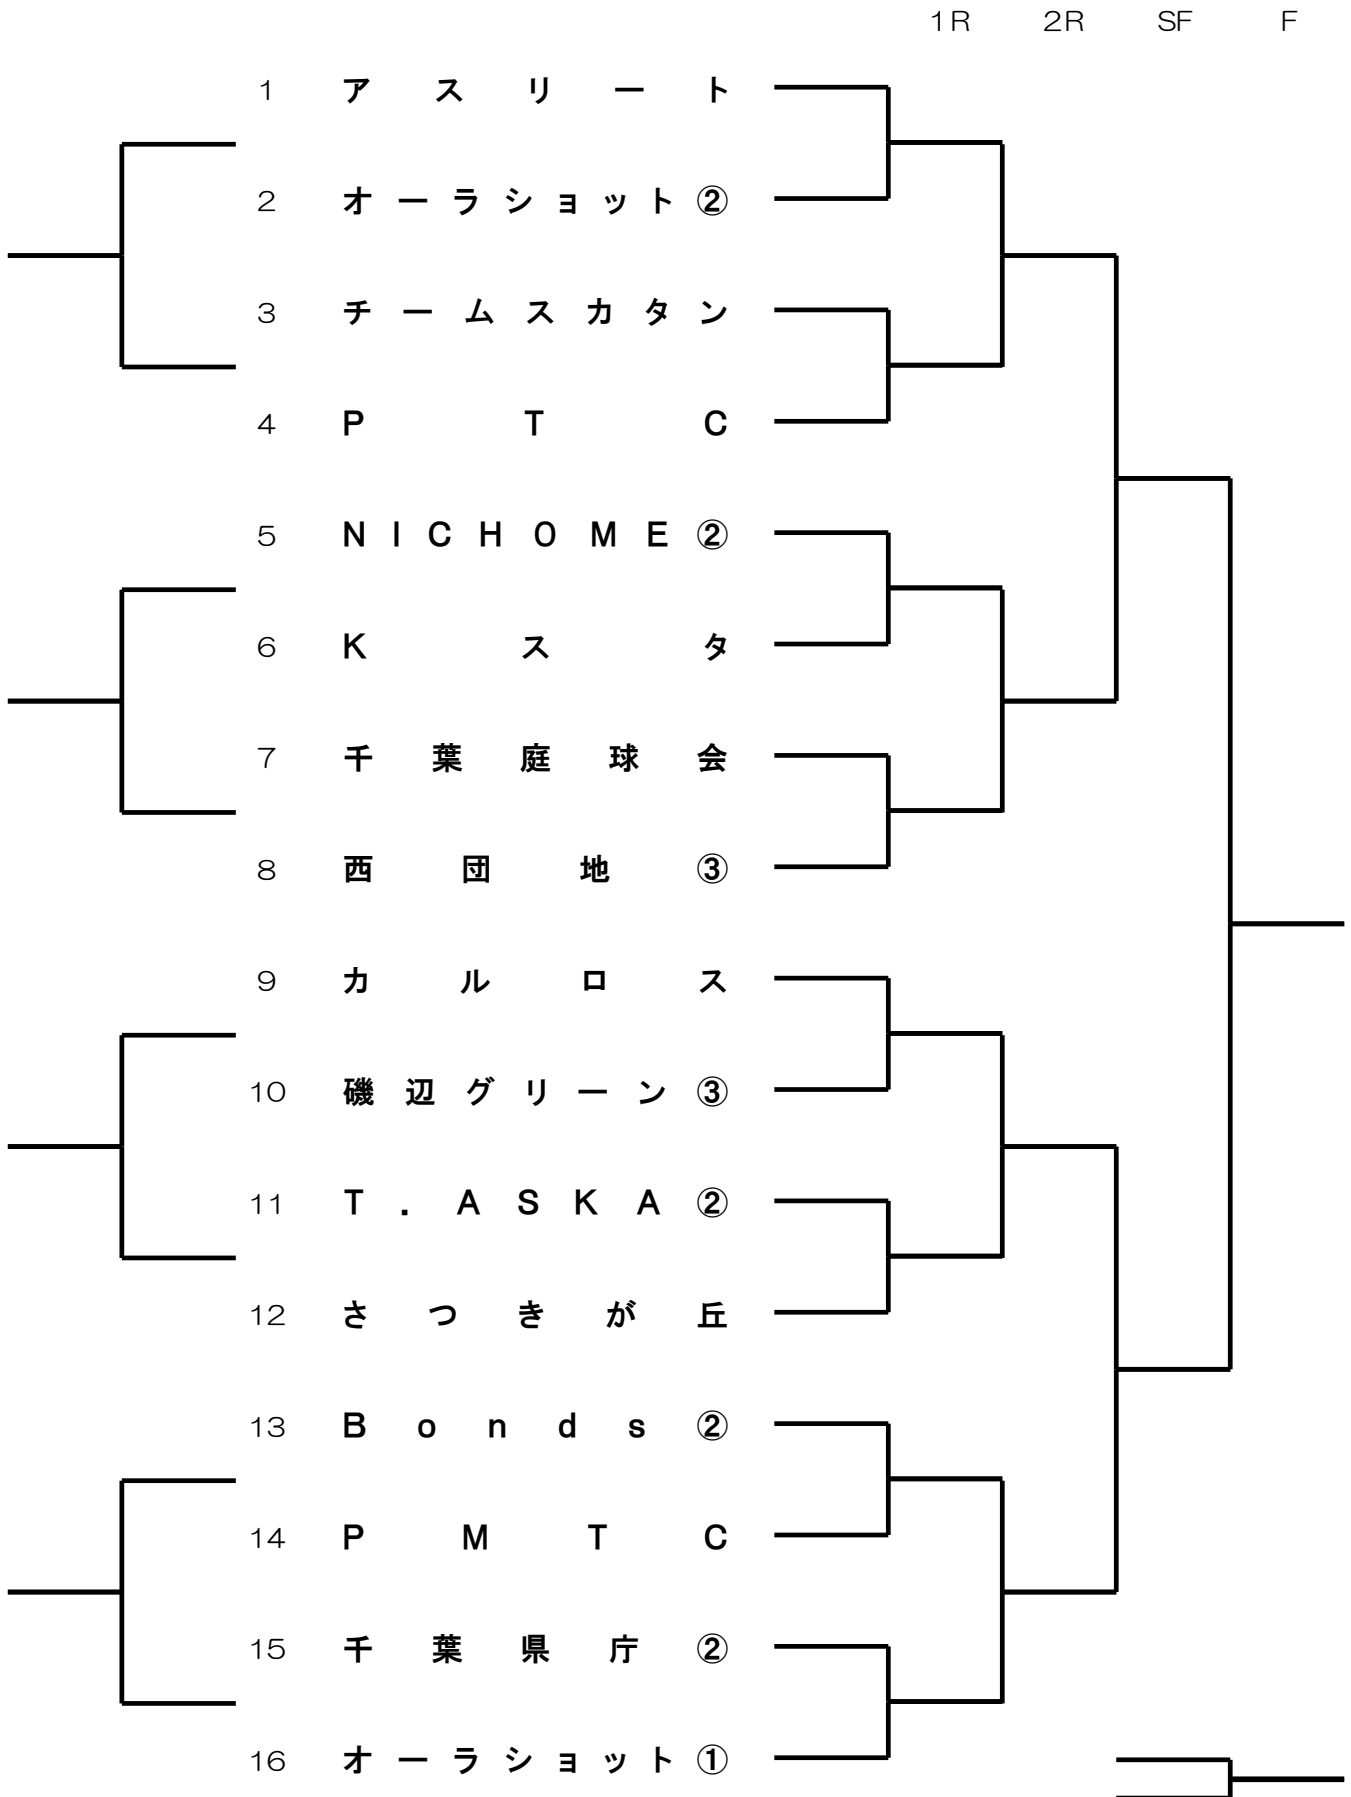 1R 2R SF F
1 アスリート
2 オーラショット②
3 チームスカタン
4 PTC
5 NICHOME②
6 Kスタ
7 千葉庭球会
8 西団地③
9 カルロス
10 磯辺グリーン③
11 T.ASKA②
12 さつきが丘
13 Bonds②
14 PMTC
15 千葉県庁②
16 オーラショット①